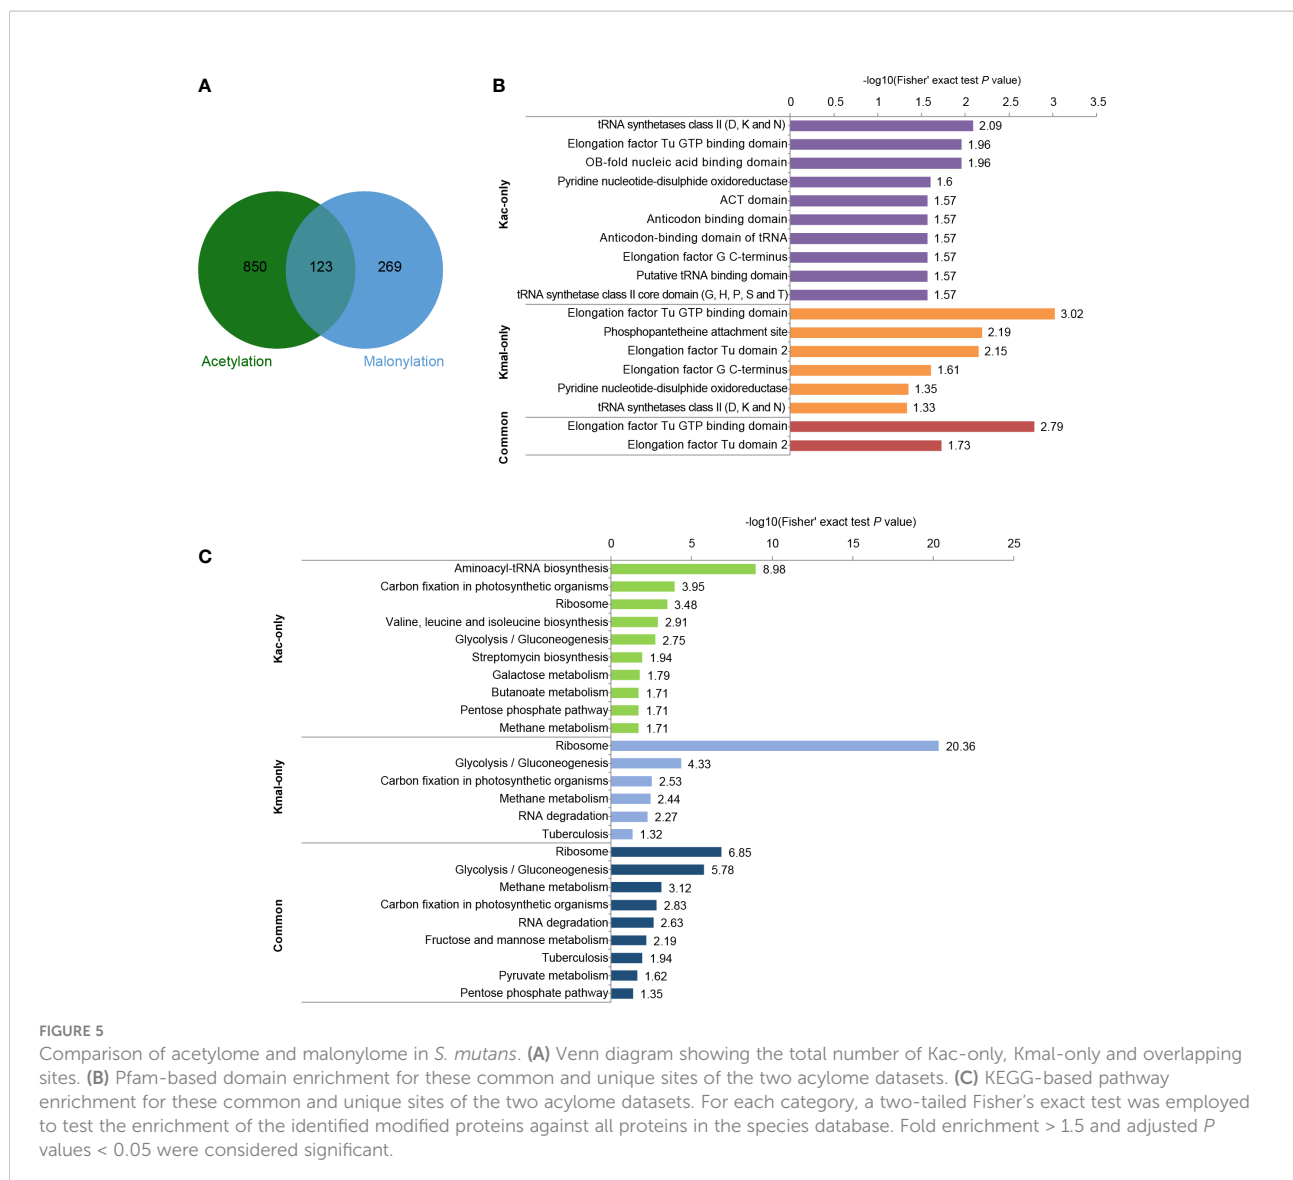 A
850
123
269
Acetylation
Malonylation
B
-log10(Fisher' exact test P value)
0 0.5 1 1.5 2 2.5 3 3.5
Kac-only
tRNA synthetases class II (D, K and N) 2.09
Elongation factor Tu GTP binding domain 1.96
OB-fold nucleic acid binding domain 1.96
Pyridine nucleotide-disulphide oxidoreductase 1.6
ACT domain 1.57
Anticodon binding domain 1.57
Anticodon-binding domain of tRNA 1.57
Elongation factor G C-terminus 1.57
Putative tRNA binding domain 1.57
tRNA synthetase class II core domain (G, H, P, S and T) 1.57
Kmal-only
Elongation factor Tu GTP binding domain 3.02
Phosphopantetheine attachment site 2.19
Elongation factor Tu domain 2 2.15
Elongation factor G C-terminus 1.61
Pyridine nucleotide-disulphide oxidoreductase 1.35
tRNA synthetases class II (D, K and N) 1.33
Common
Elongation factor Tu GTP binding domain 2.79
Elongation factor Tu domain 2 1.73
C
-log10(Fisher' exact test P value)
0 5 10 15 20 25
Kac-only
Aminoacyl-tRNA biosynthesis 8.98
Carbon fixation in photosynthetic organisms 3.95
Ribosome 3.48
Valine, leucine and isoleucine biosynthesis 2.91
Glycolysis / Gluconeogenesis 2.75
Streptomycin biosynthesis 1.94
Galactose metabolism 1.79
Butanoate metabolism 1.71
Pentose phosphate pathway 1.71
Methane metabolism 1.71
Kmal-only
Ribosome 20.36
Glycolysis / Gluconeogenesis 4.33
Carbon fixation in photosynthetic organisms 2.53
Methane metabolism 2.44
RNA degradation 2.27
Tuberculosis 1.32
Common
Ribosome 6.85
Glycolysis / Gluconeogenesis 5.78
Methane metabolism 3.12
Carbon fixation in photosynthetic organisms 2.83
RNA degradation 2.63
Fructose and mannose metabolism 2.19
Tuberculosis 1.94
Pyruvate metabolism 1.62
Pentose phosphate pathway 1.35
FIGURE 5
Comparison of acetylome and malonylome in S. mutans. (A) Venn diagram showing the total number of Kac-only, Kmal-only and overlapping
sites. (B) Pfam-based domain enrichment for these common and unique sites of the two acylome datasets. (C) KEGG-based pathway
enrichment for these common and unique sites of the two acylome datasets. For each category, a two-tailed Fisher's exact test was employed
to test the enrichment of the identified modified proteins against all proteins in the species database. Fold enrichment > 1.5 and adjusted P
values < 0.05 were considered significant.